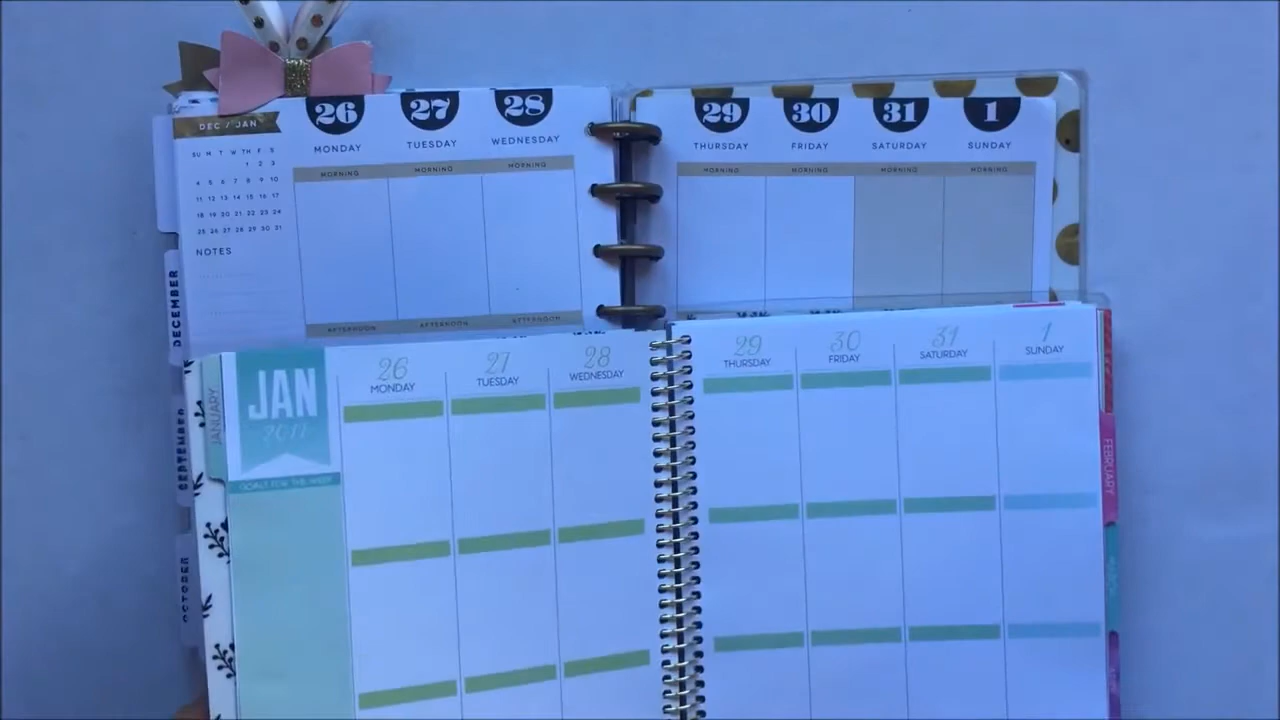 26 27 28 29 30 31 1
DEC / JAN
MONDAY TUESDAY WEDNESDAY THURSDAY FRIDAY SATURDAY SUNDAY
SU M T W T F S
1 2 3
4 5 6 7 8 9 10
11 12 13 14 15 16 17
18 19 20 21 22 23 24
25 26 27 28 29 30 31
MORNING MORNING MORNING MORNING MORNING MORNING MORNING
NOTES
AFTERNOON AFTERNOON AFTERNOON
DECEMBER
SEPTEMBER
OCTOBER
JANUARY
JAN
2017
GOALS FOR THE WEEK
26 27 28 29 30 31 1
MONDAY TUESDAY WEDNESDAY THURSDAY FRIDAY SATURDAY SUNDAY
FEBRUARY